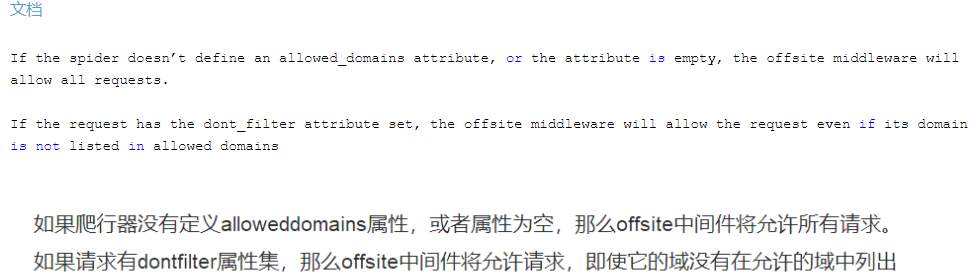 文档
If the spider doesn’t define an allowed_domains attribute, or the attribute is empty, the offsite middleware will
allow all requests.
If the request has the dont_filter attribute set, the offsite middleware will allow the request even if its domain
is not listed in allowed domains
如果爬行器没有定义alloweddomains属性，或者属性为空，那么offsite中间件将允许所有请求。
如果请求有dontfilter属性集，那么offsite中间件将允许请求，即使它的域没有在允许的域中列出